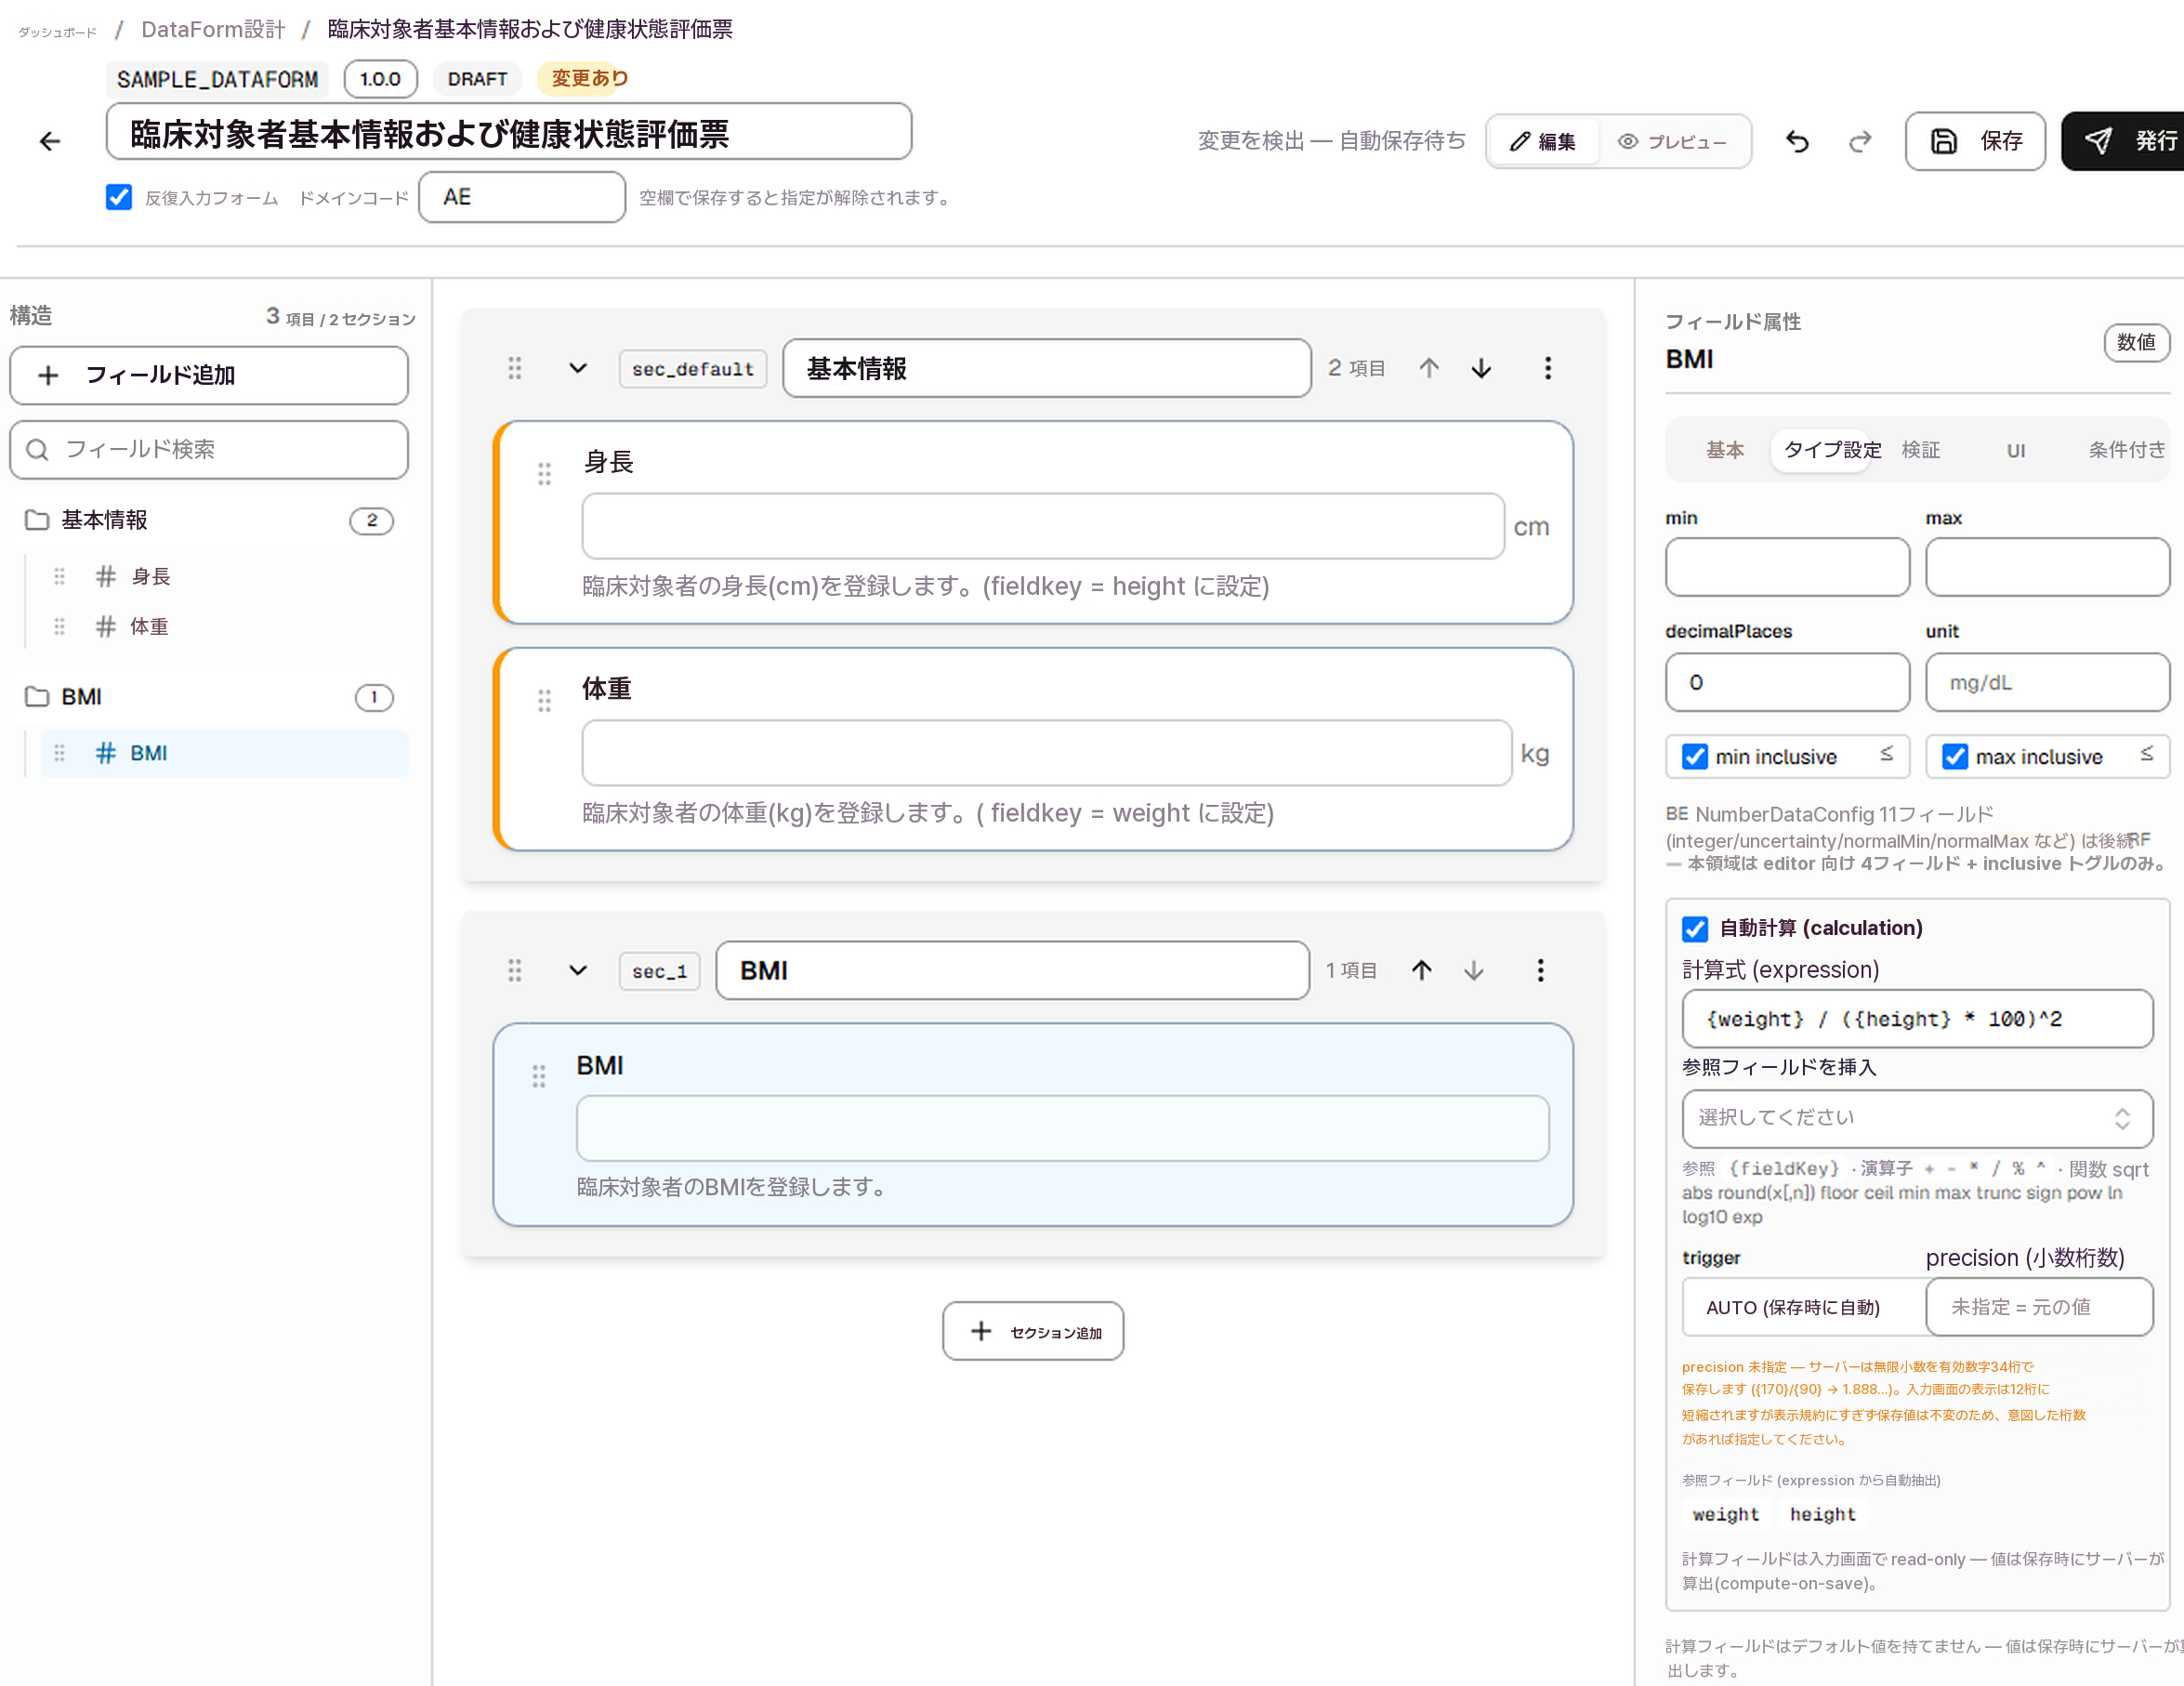 ダッシュボード / DataForm設計 / 臨床対象者基本情報および健康状態評価票
SAMPLE_DATAFORM 1.0.0 DRAFT 変更あり
臨床対象者基本情報および健康状態評価票
変更を検出 — 自動保存待ち 編集 プレビュー 保存 発行
反復入力フォーム ドメインコード AE 空欄で保存すると指定が解除されます。
構造 3 項目 / 2 セクション
+ フィールド追加
フィールド検索
基本情報 2
# 身長
# 体重
BMI 1
# BMI
sec_default 基本情報 2 項目
身長
cm
臨床対象者の身長(cm)を登録します。(fieldkey = height に設定)
体重
kg
臨床対象者の体重(kg)を登録します。( fieldkey = weight に設定)
sec_1 BMI 1 項目
BMI
臨床対象者のBMIを登録します。
+ セクション追加
フィールド属性
BMI
数値
基本 タイプ設定 検証 UI 条件付き
min max
decimalPlaces unit
0 mg/dL
min inclusive ≤ max inclusive ≤
BE NumberDataConfig 11フィールド
(integer/uncertainty/normalMin/normalMax など) は後続RF
— 本領域は editor 向け 4フィールド + inclusive トグルのみ。
自動計算 (calculation)
計算式 (expression)
{weight} / ({height} * 100)^2
参照フィールドを挿入
選択してください
参照 {fieldKey} · 演算子 + - * / % ^ · 関数 sqrt
abs round(x[,n]) floor ceil min max trunc sign pow ln
log10 exp
trigger precision (小数桁数)
AUTO (保存時に自動) 未指定 = 元の値
precision 未指定 — サーバーは無限小数を有効数字34桁で
保存します ({170}/{90} → 1.888…)。入力画面の表示は12桁に
短縮されますが表示規約にすぎず保存値は不変のため、意図した桁数
があれば指定してください。
参照フィールド (expression から自動抽出)
weight height
計算フィールドは入力画面で read-only — 値は保存時にサーバーが
算出(compute-on-save)。
計算フィールドはデフォルト値を持てません — 値は保存時にサーバーが
出します。